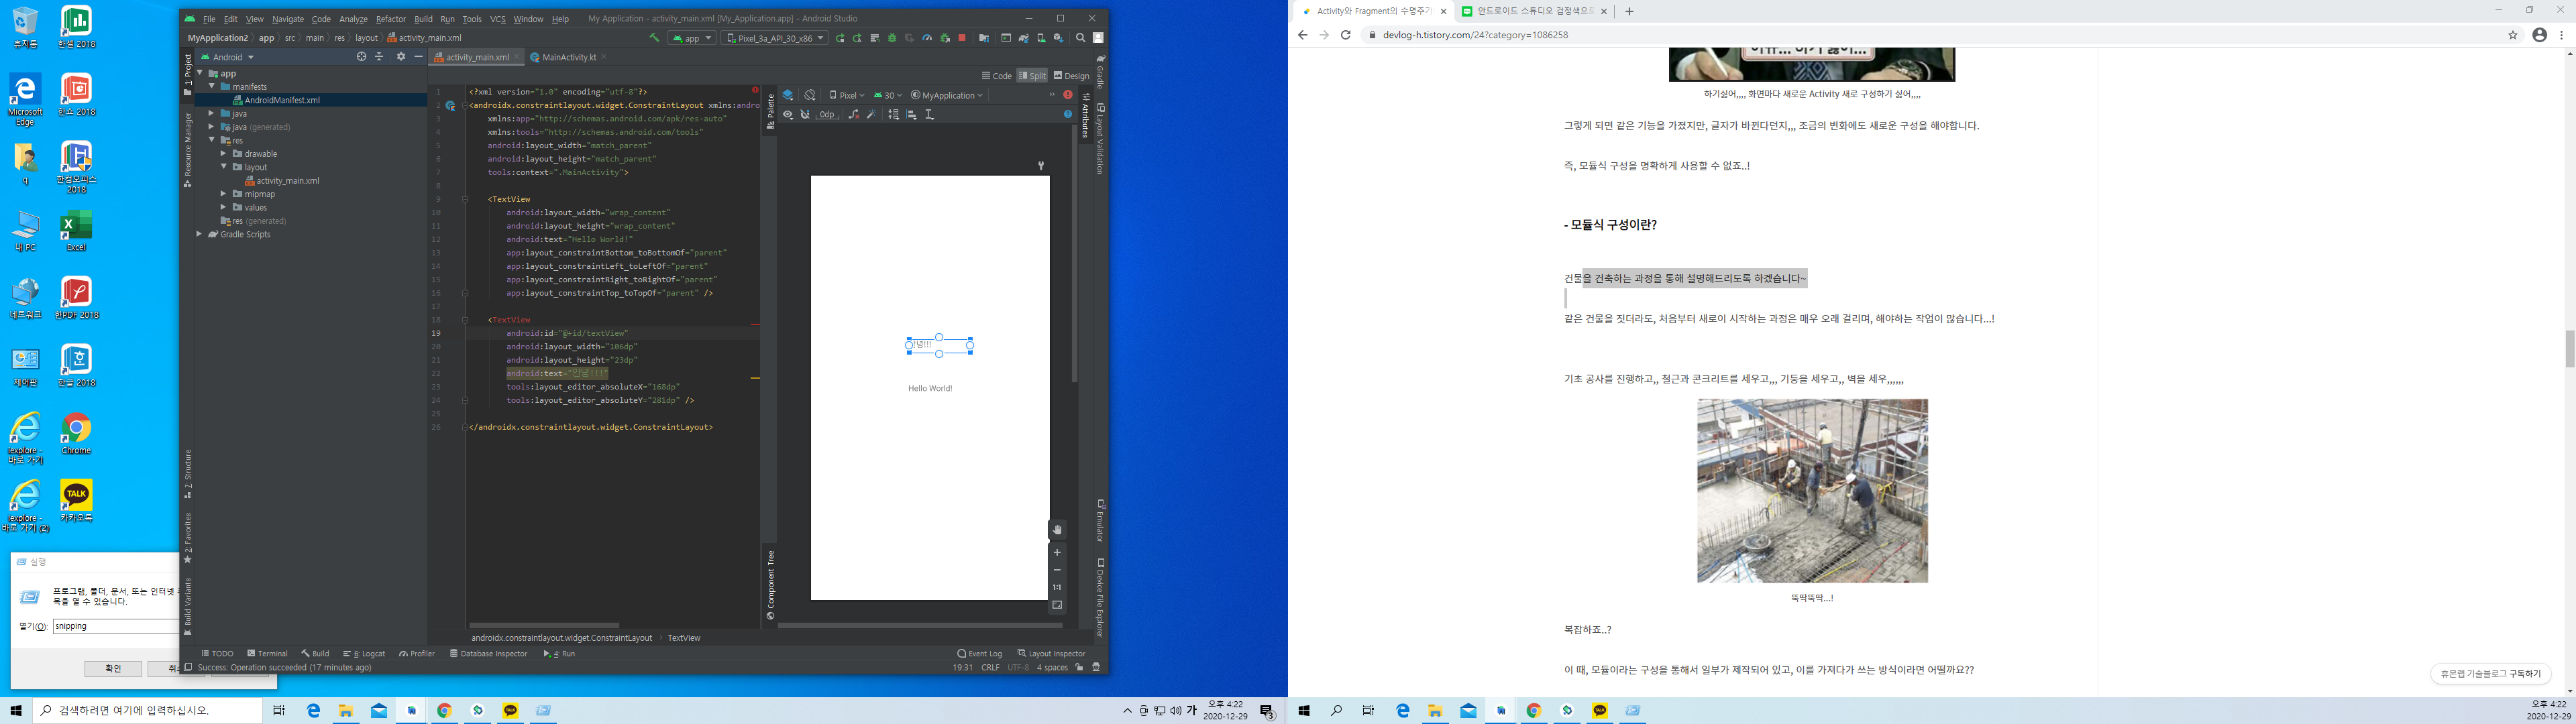 휴지통
한셀 2018
Microsoft Edge
한쇼 2018
q
한컴오피스 2018
내 PC
Excel
네트워크
한PDF 2018
제어판
한글 2018
iexplore - 바로 가기
Chrome
iexplore - 바로 가기 (2)
카카오톡
실행
프로그램, 폴더, 문서, 또는 인터넷
목을 열 수 있습니다.
열기(O): snipping
확인
File Edit View Navigate Code Analyze Refactor Build Run Tools VCS Window Help My Application - activity_main.xml [My_Application.app] - Android Studio
MyApplication2 app src main res layout activity_main.xml
app Pixel_3a_API_30_x86
Android
activity_main.xml MainActivity.kt
Code Split Design
1: Project
Resource Manager
7: Structure
2: Favorites
Build Variants
app
manifests
AndroidManifest.xml
java
java (generated)
res
drawable
layout
activity_main.xml
mipmap
values
res (generated)
Gradle Scripts
1 <?xml version="1.0" encoding="utf-8"?>
2 <androidx.constraintlayout.widget.ConstraintLayout xmlns:andro
3 xmlns:app="http://schemas.android.com/apk/res-auto"
4 xmlns:tools="http://schemas.android.com/tools"
5 android:layout_width="match_parent"
6 android:layout_height="match_parent"
7 tools:context=".MainActivity">
8
9 <TextView
10 android:layout_width="wrap_content"
11 android:layout_height="wrap_content"
12 android:text="Hello World!"
13 app:layout_constraintBottom_toBottomOf="parent"
14 app:layout_constraintLeft_toLeftOf="parent"
15 app:layout_constraintRight_toRightOf="parent"
16 app:layout_constraintTop_toTopOf="parent" />
17
18 <TextView
19 android:id="@+id/textView"
20 android:layout_width="106dp"
21 android:layout_height="23dp"
22 android:text="안녕!!!"
23 tools:layout_editor_absoluteX="168dp"
24 tools:layout_editor_absoluteY="281dp" />
25
26 </androidx.constraintlayout.widget.ConstraintLayout>
Palette
Component Tree
Pixel 30 MyApplication
0dp
Hello World!
1:1
Attributes
Gradle
Layout Validation
Emulator
Device File Explorer
androidx.constraintlayout.widget.ConstraintLayout TextView
TODO Terminal Build 6: Logcat Profiler Database Inspector 4: Run Event Log Layout Inspector
Success: Operation succeeded (17 minutes ago) 19:31 CRLF UTF-8 4 spaces
검색하려면 여기에 입력하십시오.
가
오후 4:22
2020-12-29
3
Activity와 Fragment의 수명주기
안드로이드 스튜디오 검정색으로
devlog-h.tistory.com/24?category=1086258
하기싫어,,,, 화면마다 새로운 Activity 새로 구성하기 싫어,,,,
그렇게 되면 같은 기능을 가졌지만, 글자가 바뀐다던지,,, 조금의 변화에도 새로운 구성을 해야합니다.
즉, 모듈식 구성을 명확하게 사용할 수 없죠..!
- 모듈식 구성이란?
건물을 건축하는 과정을 통해 설명해드리도록 하겠습니다~
같은 건물을 짓더라도, 처음부터 새로이 시작하는 과정은 매우 오래 걸리며, 해야하는 작업이 많습니다...!
기초 공사를 진행하고,, 철근과 콘크리트를 세우고,,, 기둥을 세우고,, 벽을 세우,,,,,,
뚝딱뚝딱...!
복잡하죠..?
이 때, 모듈이라는 구성을 통해서 일부가 제작되어 있고, 이를 가져다가 쓰는 방식이라면 어떨까요??
휴몬랩 기술블로그 구독하기
오후 4:22
2020-12-29